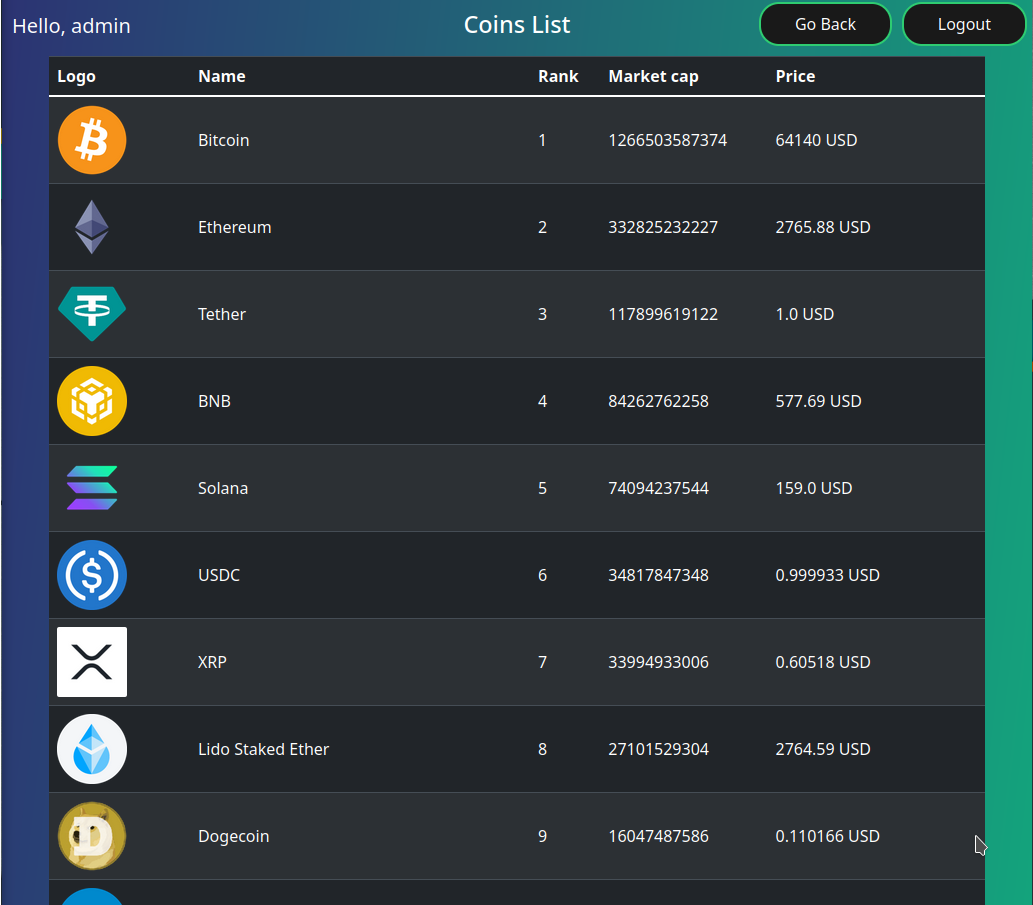 Hello, admin Coins List Go Back Logout
Logo Name Rank Market cap Price
Bitcoin 1 1266503587374 64140 USD
Ethereum 2 332825232227 2765.88 USD
Tether 3 117899619122 1.0 USD
BNB 4 84262762258 577.69 USD
Solana 5 74094237544 159.0 USD
USDC 6 34817847348 0.999933 USD
XRP 7 33994933006 0.60518 USD
Lido Staked Ether 8 27101529304 2764.59 USD
Dogecoin 9 16047487586 0.110166 USD